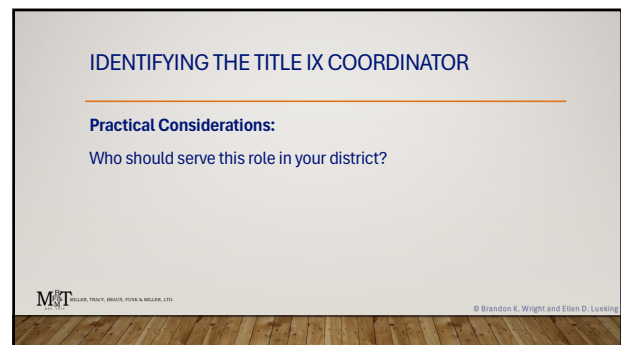 IDENTIFYING THE TITLE IX COORDINATOR
Practical Considerations:
Who should serve this role in your district?
MILLER, TRACY, BRAUN, FUNK & MILLER, LTD.
© Brandon K. Wright and Ellen D. Lueking